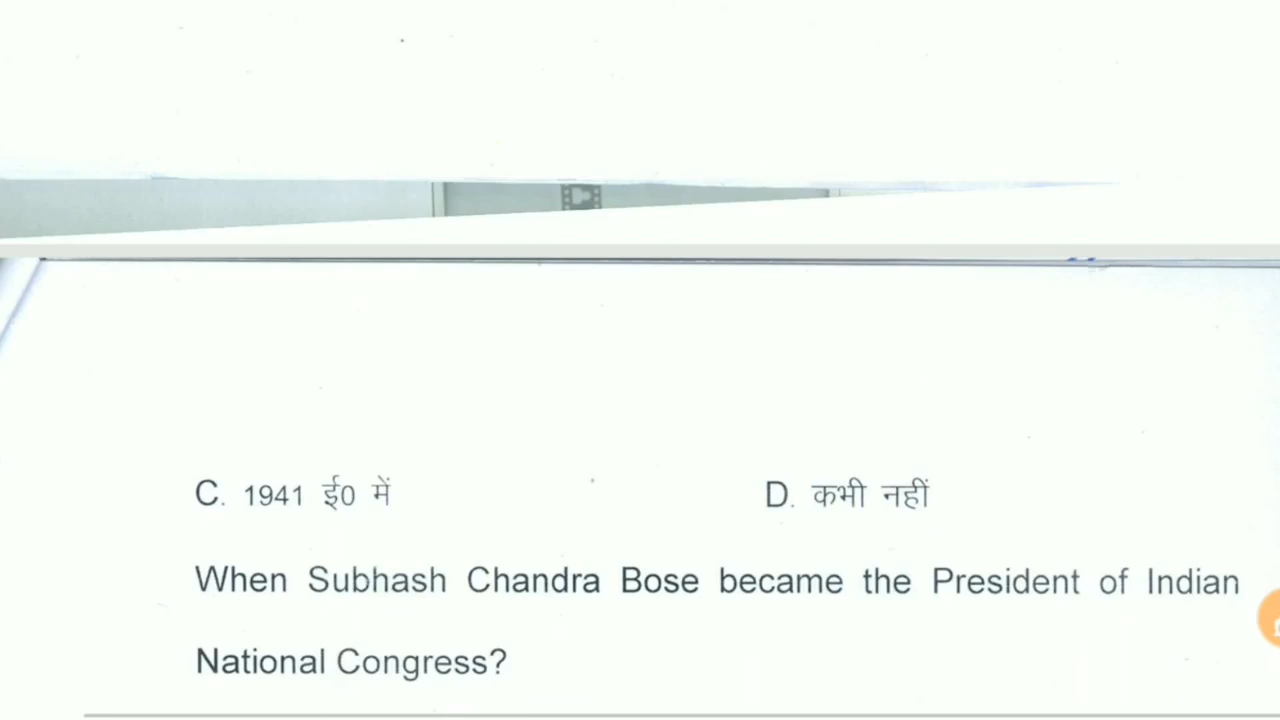 C. 1941 ई0 में
D. कभी नहीं
When Subhash Chandra Bose became the President of Indian
National Congress?